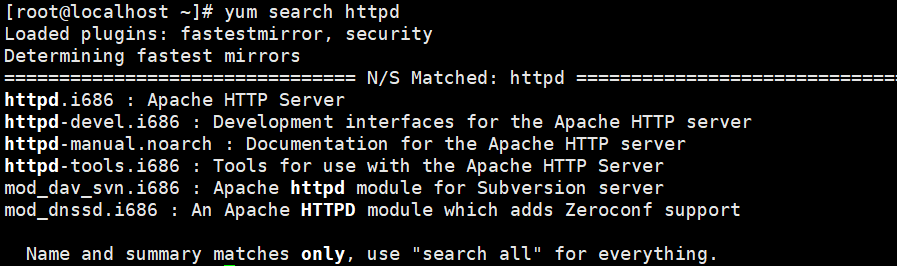 [root@localhost ~]# yum search httpd
Loaded plugins: fastestmirror, security
Determining fastest mirrors
================================ N/S Matched: httpd ==============================
httpd.i686 : Apache HTTP Server
httpd-devel.i686 : Development interfaces for the Apache HTTP server
httpd-manual.noarch : Documentation for the Apache HTTP server
httpd-tools.i686 : Tools for use with the Apache HTTP Server
mod_dav_svn.i686 : Apache httpd module for Subversion server
mod_dnssd.i686 : An Apache HTTPD module which adds Zeroconf support
  Name and summary matches only, use "search all" for everything.